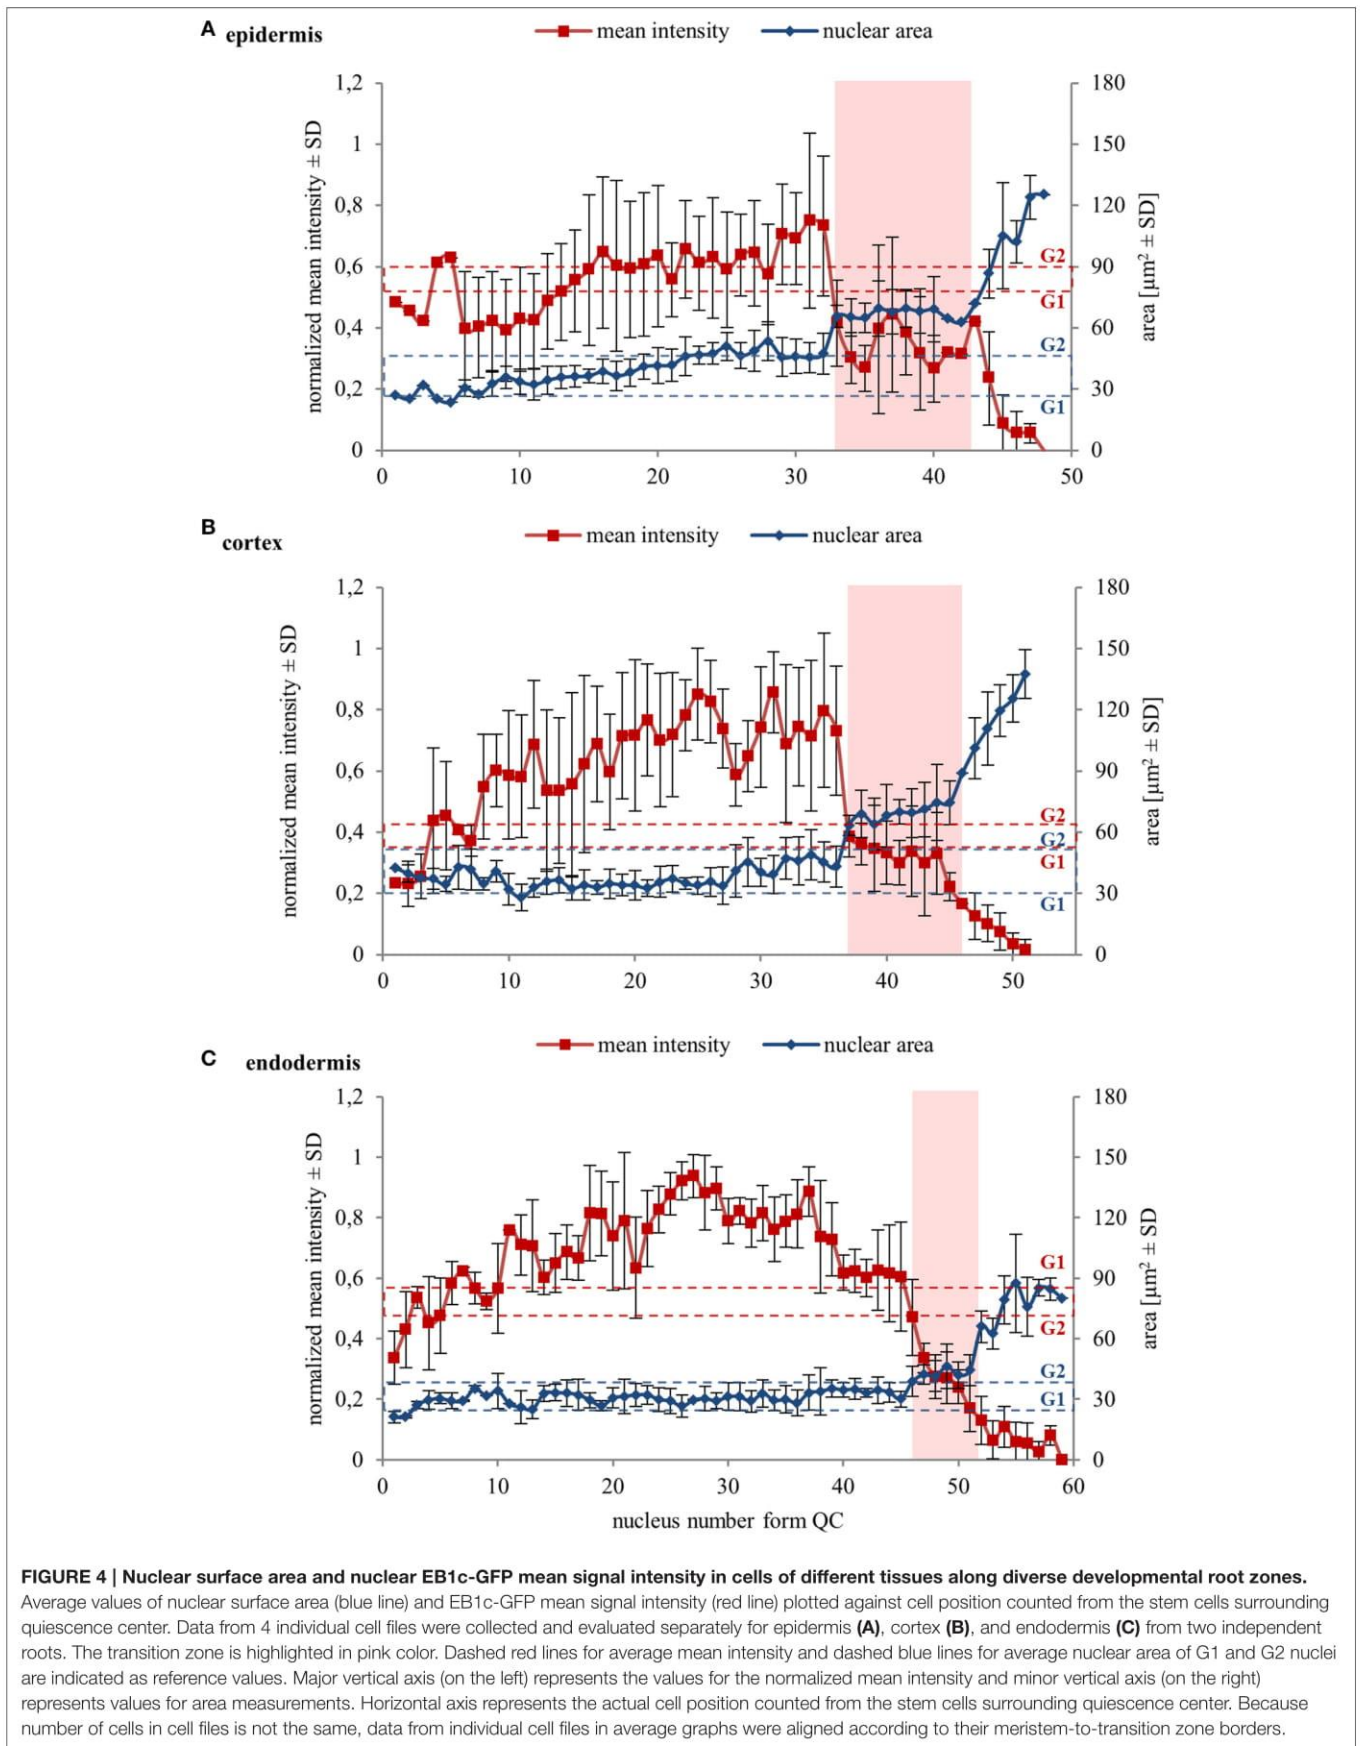 A epidermis
mean intensity
nuclear area
normalized mean intensity ± SD
1,2
1
0,8
0,6
0,4
0,2
0
180
150
120
90
60
30
0
area [µm² ± SD]
G2
G1
G2
G1
0 10 20 30 40 50
B cortex
mean intensity
nuclear area
normalized mean intensity ± SD
1,2
1
0,8
0,6
0,4
0,2
0
180
150
120
90
60
30
0
area [µm² ± SD]
G2
G2
G1
G1
0 10 20 30 40 50
C endodermis
mean intensity
nuclear area
normalized mean intensity ± SD
1,2
1
0,8
0,6
0,4
0,2
0
180
150
120
90
60
30
0
area [µm² ± SD
G1
G2
G2
G1
0 10 20 30 40 50 60
nucleus number form QC
FIGURE 4 | Nuclear surface area and nuclear EB1c-GFP mean signal intensity in cells of different tissues along diverse developmental root zones.
Average values of nuclear surface area (blue line) and EB1c-GFP mean signal intensity (red line) plotted against cell position counted from the stem cells surrounding
quiescence center. Data from 4 individual cell files were collected and evaluated separately for epidermis (A), cortex (B), and endodermis (C) from two independent
roots. The transition zone is highlighted in pink color. Dashed red lines for average mean intensity and dashed blue lines for average nuclear area of G1 and G2 nuclei
are indicated as reference values. Major vertical axis (on the left) represents the values for the normalized mean intensity and minor vertical axis (on the right)
represents values for area measurements. Horizontal axis represents the actual cell position counted from the stem cells surrounding quiescence center. Because
number of cells in cell files is not the same, data from individual cell files in average graphs were aligned according to their meristem-to-transition zone borders.